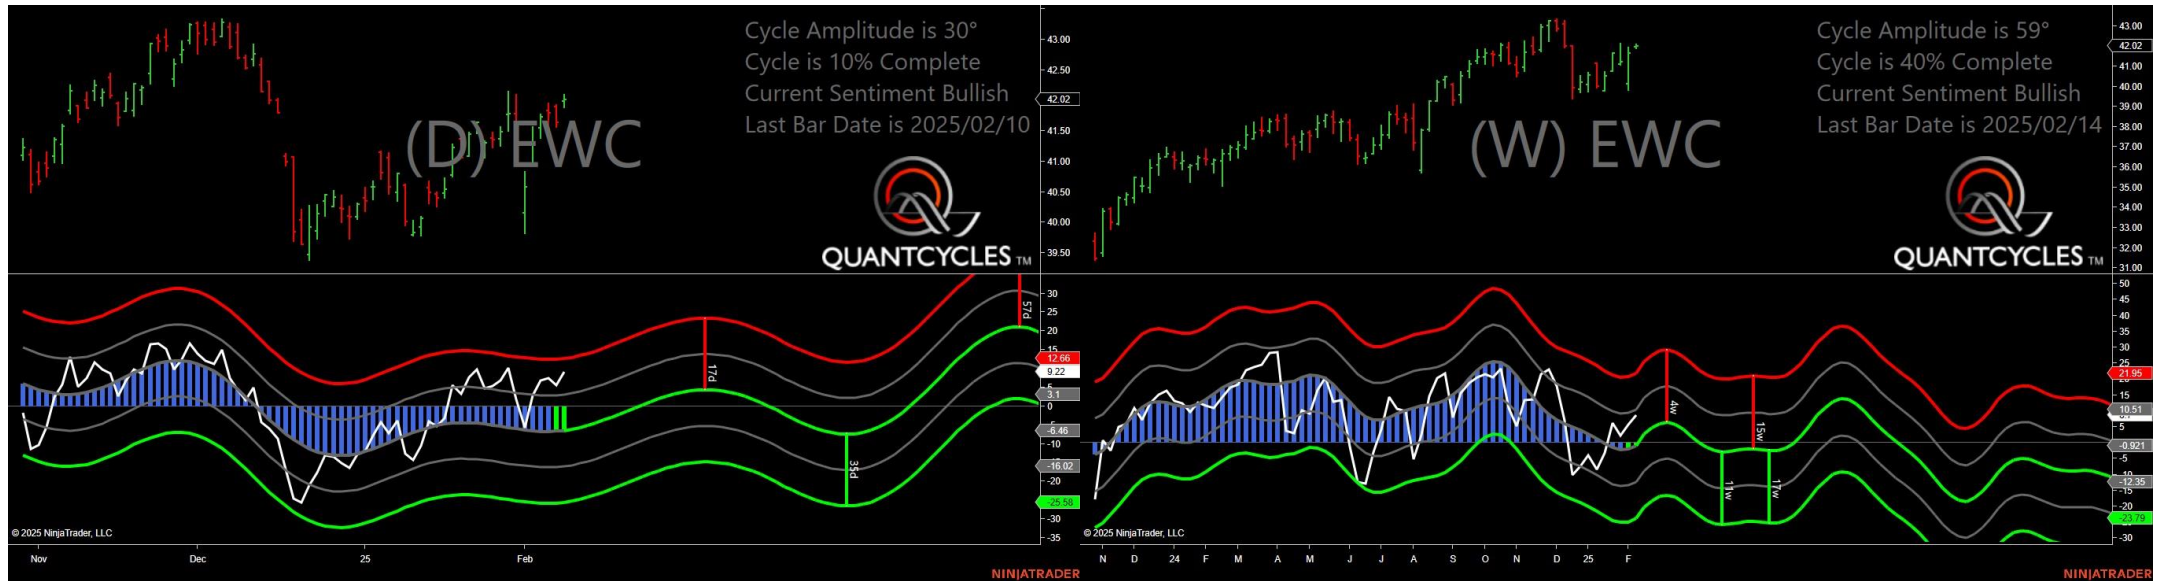 Cycle Amplitude is 30°
Cycle is 10% Complete
Current Sentiment Bullish
Last Bar Date is 2025/02/10
(D) EWC
QUANTCYCLES TM
43.00
42.50
42.02
41.50
41.00
40.50
40.00
39.50
57d
17d
35d
30
25
20
15
12.66
9.22
5
3.1
0
-6.46
-10
-16.02
-20
-25.58
-30
-35
© 2025 NinjaTrader, LLC
Nov Dec 25 Feb
NINJATRADER
Cycle Amplitude is 59°
Cycle is 40% Complete
Current Sentiment Bullish
Last Bar Date is 2025/02/14
(W) EWC
QUANTCYCLES TM
43.00
42.02
41.00
40.00
39.00
38.00
37.00
36.00
35.00
34.00
33.00
32.00
31.00
4w
15w
11w
17w
50
45
40
35
30
25
21.95
15
10.51
5
-0.921
-5
-12.35
-15
-20
-23.79
-30
© 2025 NinjaTrader, LLC
N D 24 F M A M J J A S O N D 25 F
NINJATRADER